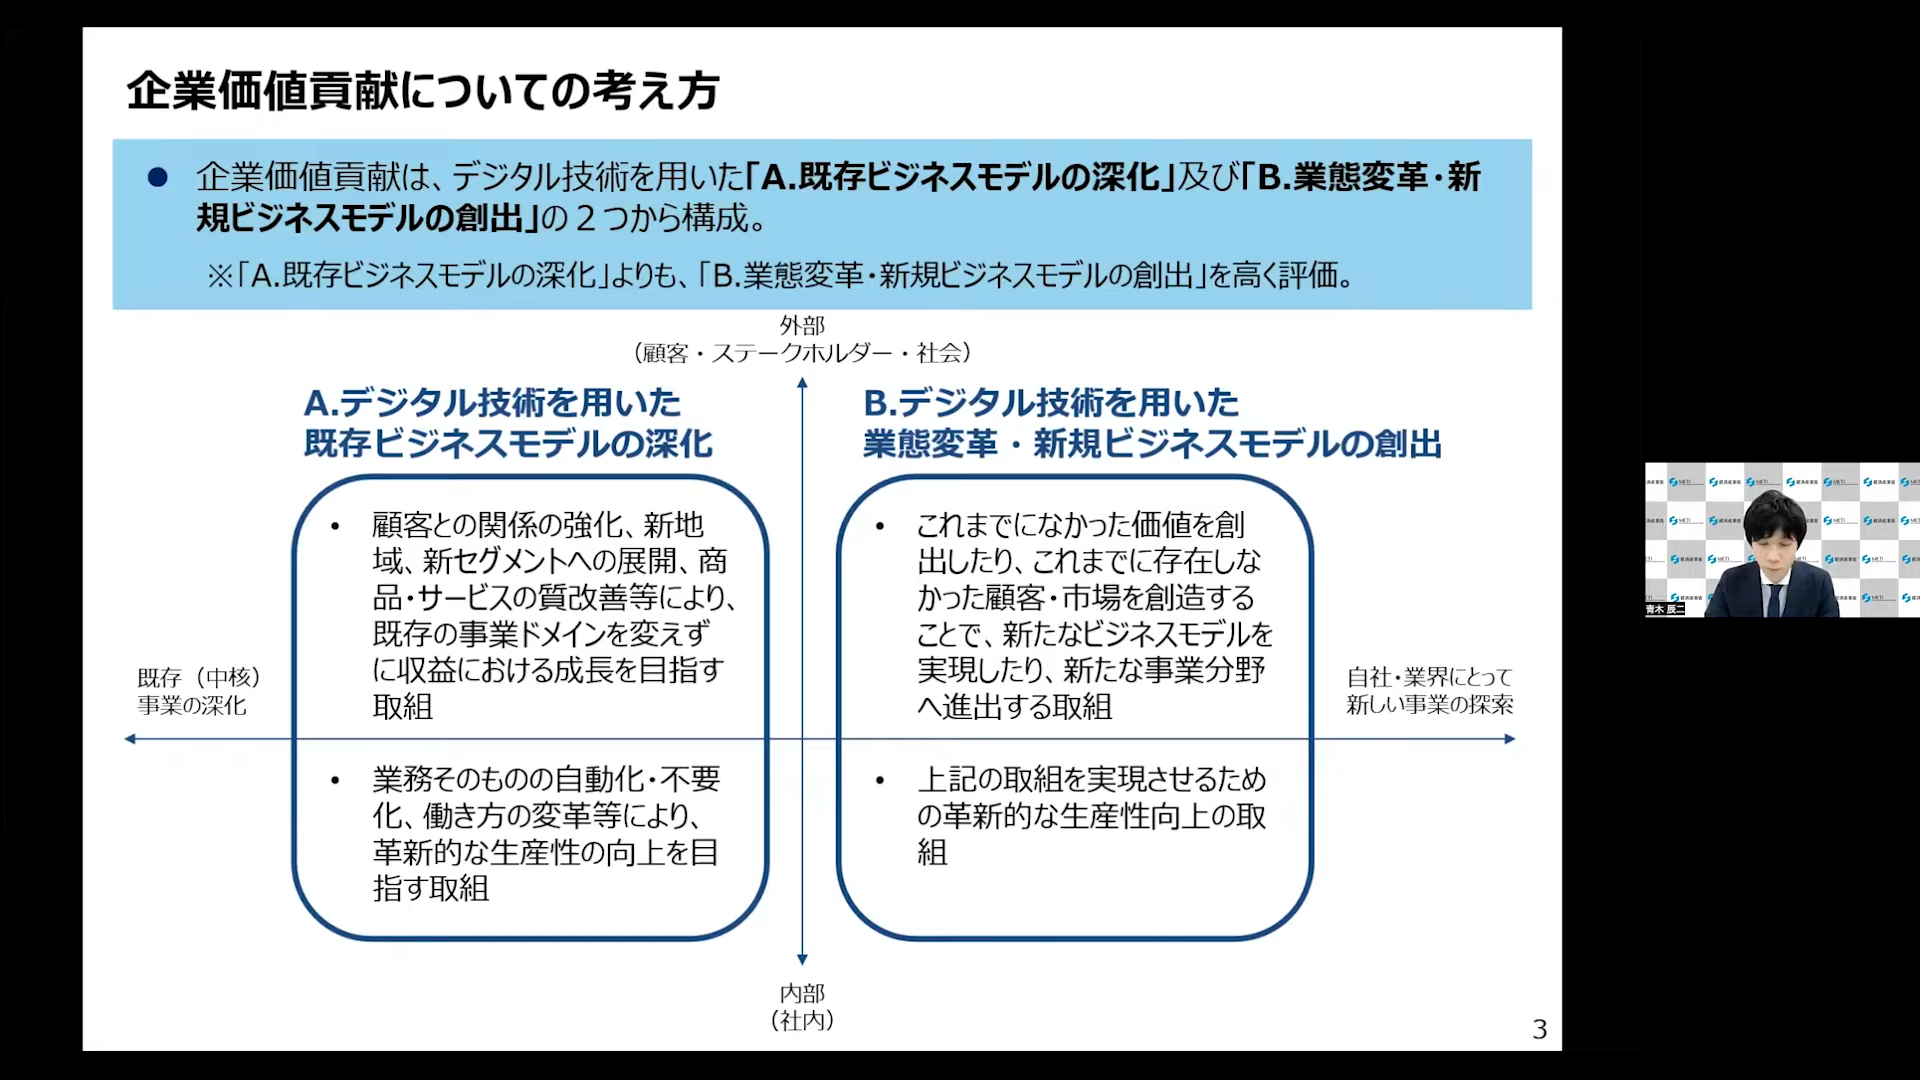 企業価値貢献についての考え方
● 企業価値貢献は、デジタル技術を用いた「A.既存ビジネスモデルの深化」及び「B.業態変革・新
規ビジネスモデルの創出」の２つから構成。
※「A.既存ビジネスモデルの深化」よりも、「B.業態変革・新規ビジネスモデルの創出」を高く評価。
外部
（顧客・ステークホルダー・社会）
A.デジタル技術を用いた
既存ビジネスモデルの深化
• 顧客との関係の強化、新地
域、新セグメントへの展開、商
品・サービスの質改善等により、
既存の事業ドメインを変えず
に収益における成長を目指す
取組
• 業務そのものの自動化・不要
化、働き方の変革等により、
革新的な生産性の向上を目
指す取組
B.デジタル技術を用いた
業態変革・新規ビジネスモデルの創出
• これまでになかった価値を創
出したり、これまでに存在しな
かった顧客・市場を創造する
ことで、新たなビジネスモデルを
実現したり、新たな事業分野
へ進出する取組
• 上記の取組を実現させるため
の革新的な生産性向上の取
組
既存（中核）
事業の深化
自社・業界にとって
新しい事業の探索
内部
（社内）
3
METI
経済産業省
青木 辰二